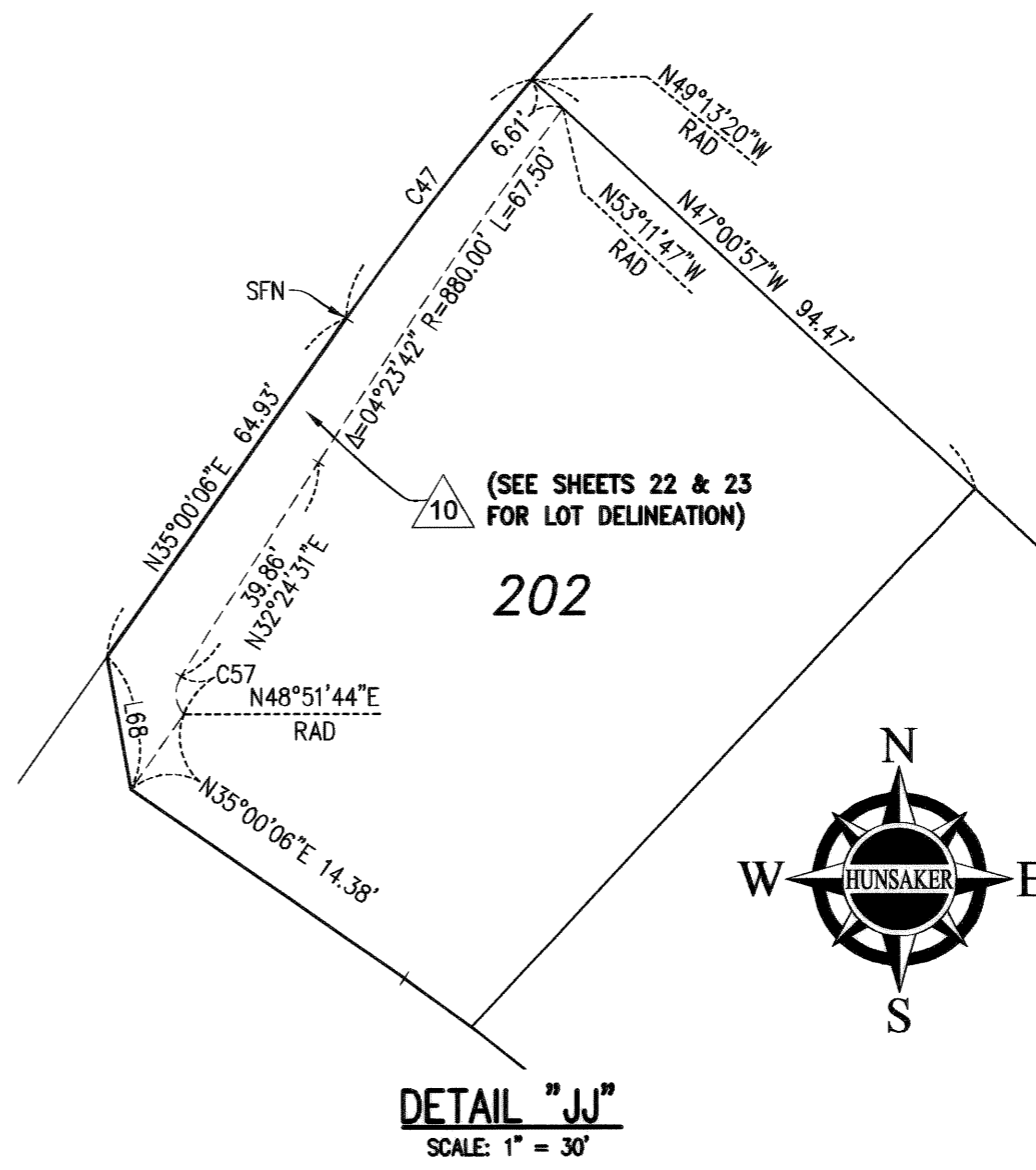 N49°13'20"W
RAD
6.61'
C47
N53°11'47"W
RAD
N47°00'57"W 94.47'
SFN
Δ=04°23'42" R=880.00' L=67.50'
N35°00'06"E 64.93'
10
(SEE SHEETS 22 & 23
FOR LOT DELINEATION)
39.86'
N32°24'31"E
202
C57
N48°51'44"E
RAD
L68
N35°00'06"E 14.38'
N
W
HUNSAKER
E
S
DETAIL "JJ"
SCALE: 1" = 30'